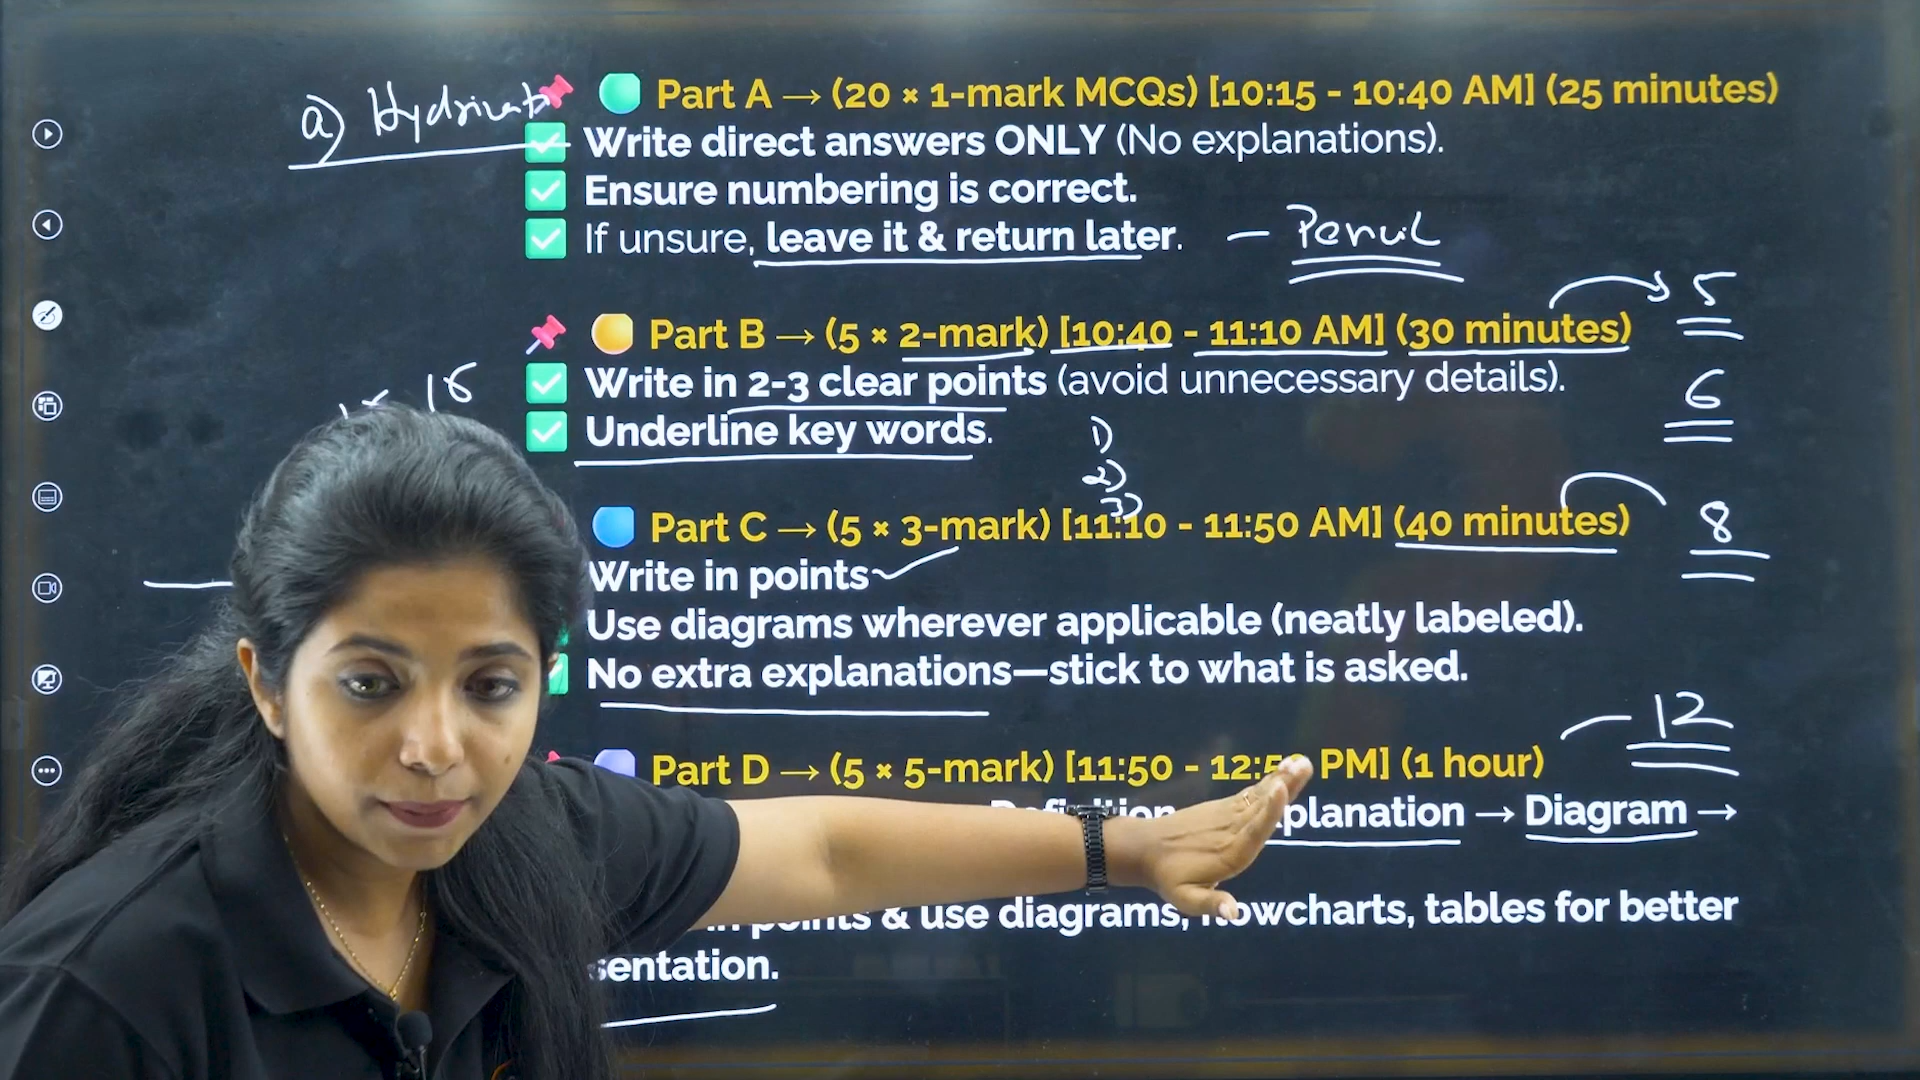 a) Hydrinat
Part A → (20 × 1-mark MCQs) [10:15 - 10:40 AM] (25 minutes)
Write direct answers ONLY (No explanations).
Ensure numbering is correct.
If unsure, leave it & return later. - Pencil
5
Part B → (5 × 2-mark) [10:40 - 11:10 AM] (30 minutes)
Write in 2-3 clear points (avoid unnecessary details).
6
16
Underline key words.
1)
2)
3)
Part C → (5 × 3-mark) [11:10 - 11:50 AM] (40 minutes)
8
Write in points
Use diagrams wherever applicable (neatly labeled).
No extra explanations—stick to what is asked.
12
Part D → (5 × 5-mark) [11:50 - 12:5 PM] (1 hour)
planation → Diagram →
in points & use diagrams, flowcharts, tables for better
sentation.